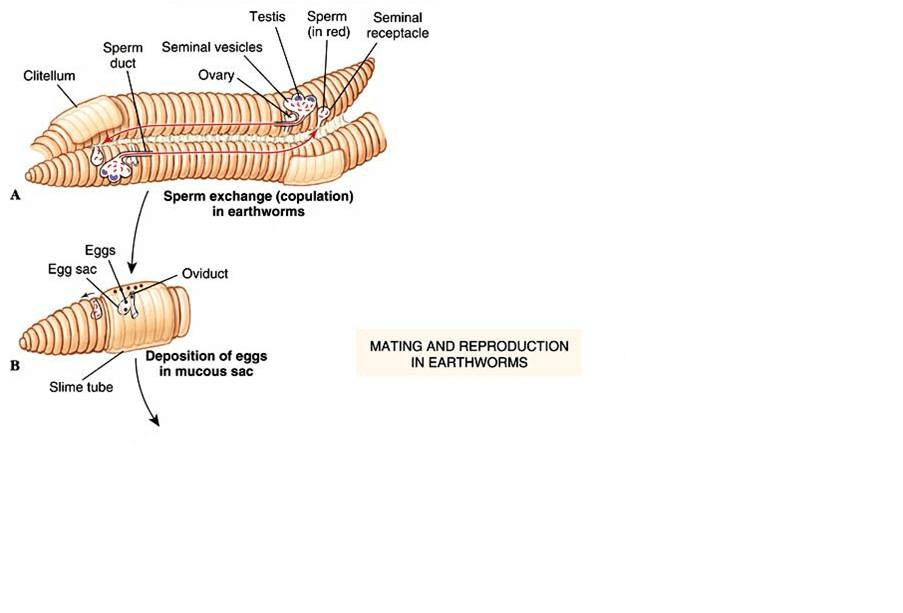 Testis
Sperm
(in red)
Seminal
receptacle
Sperm
duct
Seminal vesicles
Ovary
Clitellum
A
Sperm exchange (copulation)
in earthworms
Eggs
Egg sac
Oviduct
B
Deposition of eggs
in mucous sac
Slime tube
MATING AND REPRODUCTION
IN EARTHWORMS